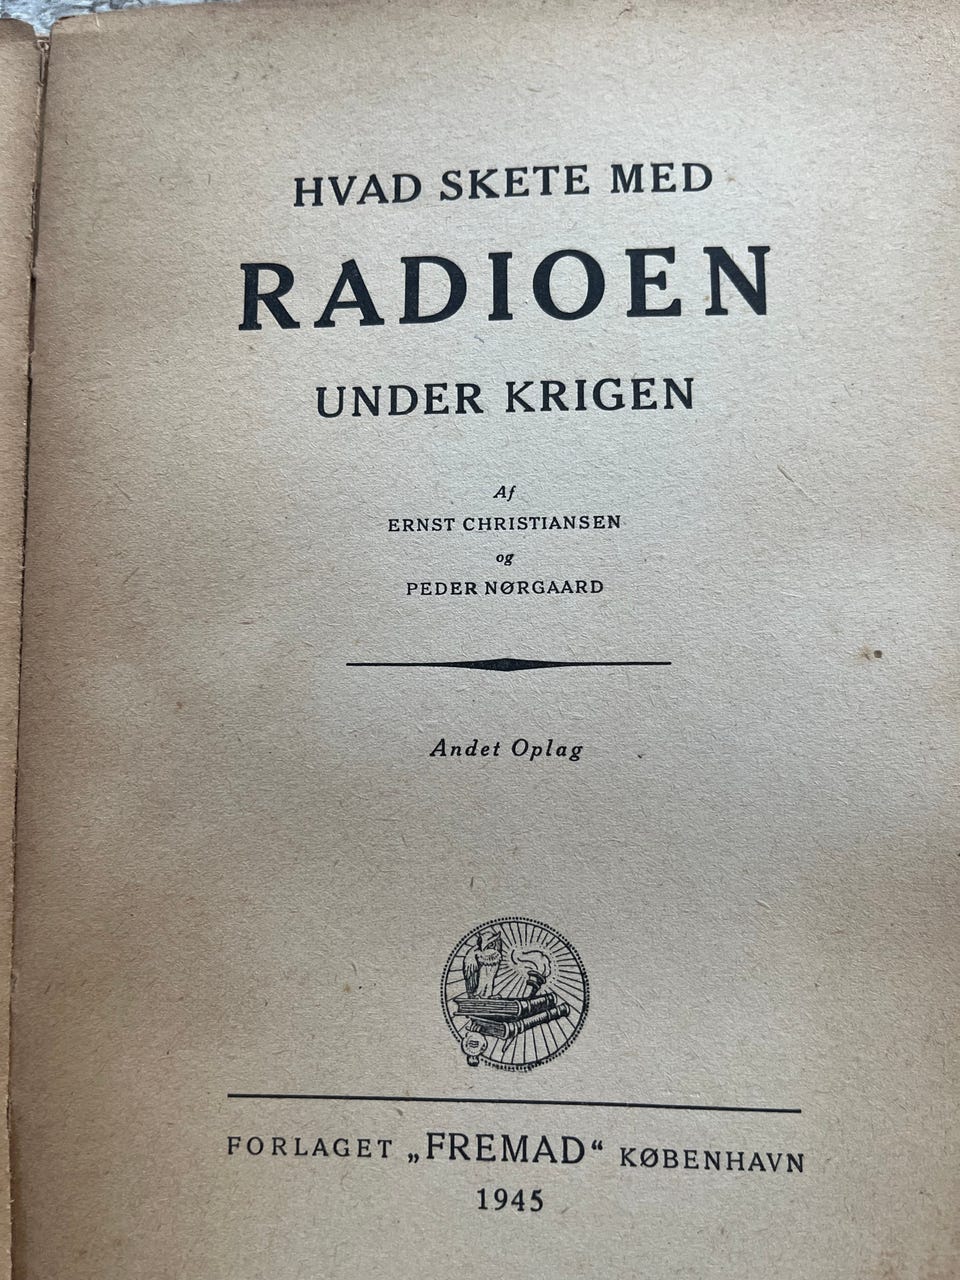 HVAD SKETE MED
RADIOEN
UNDER KRIGEN
Af
ERNST CHRISTIANSEN
og
PEDER NØRGAARD
Andet Oplag
FORLAGET „FREMAD“ KØBENHAVN
1945